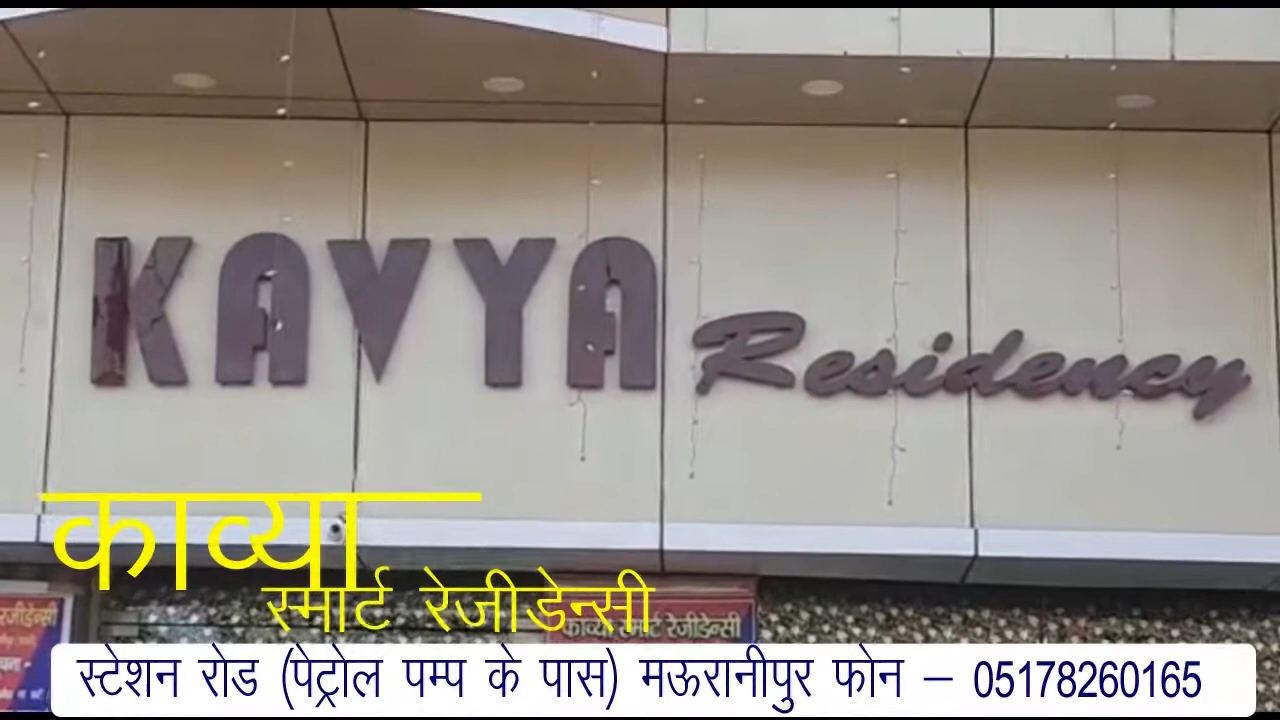 KAVYA Residency
काव्या
स्मार्ट रेजीडेन्सी
रेजीडेन्सी
काव्या स्मार्ट रेजीडेन्सी
स्टेशन रोड (पेट्रोल पम्प के पास) मऊरानीपुर फोन – 05178260165